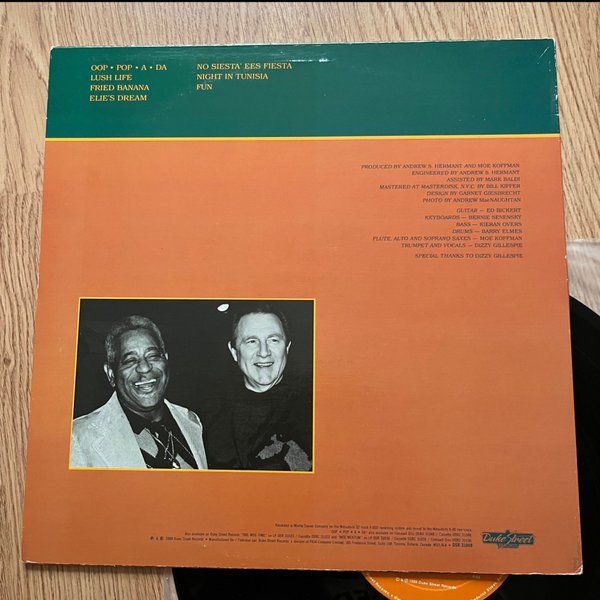 OOP • POP • A • DA
LUSH LIFE
FRIED BANANA
ELIE'S DREAM
NO SIESTA' EES FIESTA
NIGHT IN TUNISIA
FUN
PRODUCED BY ANDREW S. HERMANT AND MOE KOFFMAN
ENGINEERED BY ANDREW S. HERMANT
ASSISTED BY MARK BALDI
MASTERED AT MASTERDISK, N.Y.C. BY BILL KIPPER
DESIGN BY GARNET GIESBRECHT
PHOTO BY ANDREW MacNAUGHTAN
GUITAR — ED BICKERT
KEYBOARDS — BERNIE SENENSKY
BASS — KIERAN OVERS
DRUMS — BARRY ELMES
FLUTE, ALTO AND SOPRANO SAXES — MOE KOFFMAN
TRUMPET AND VOCALS — DIZZY GILLESPIE
SPECIAL THANKS TO DIZZY GILLESPIE
Duke Street